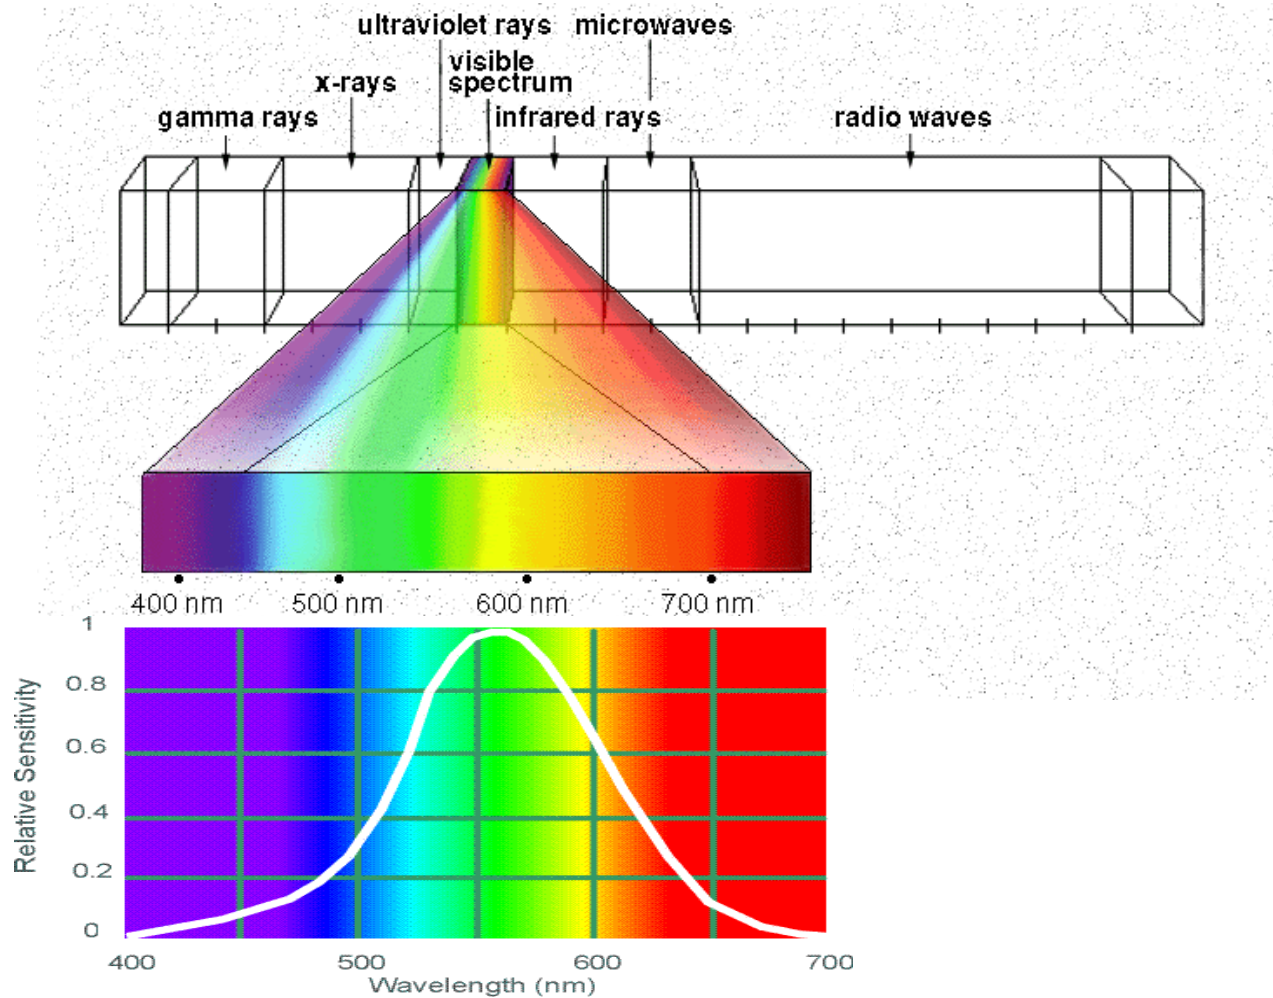 ultraviolet rays microwaves
visible
spectrum
x-rays
gamma rays
infrared rays
radio waves
400 nm 500 nm 600 nm 700 nm
1
0.8
0.6
0.4
0.2
0
Relative Sensitivity
400 500 600 700
Wavelength (nm)